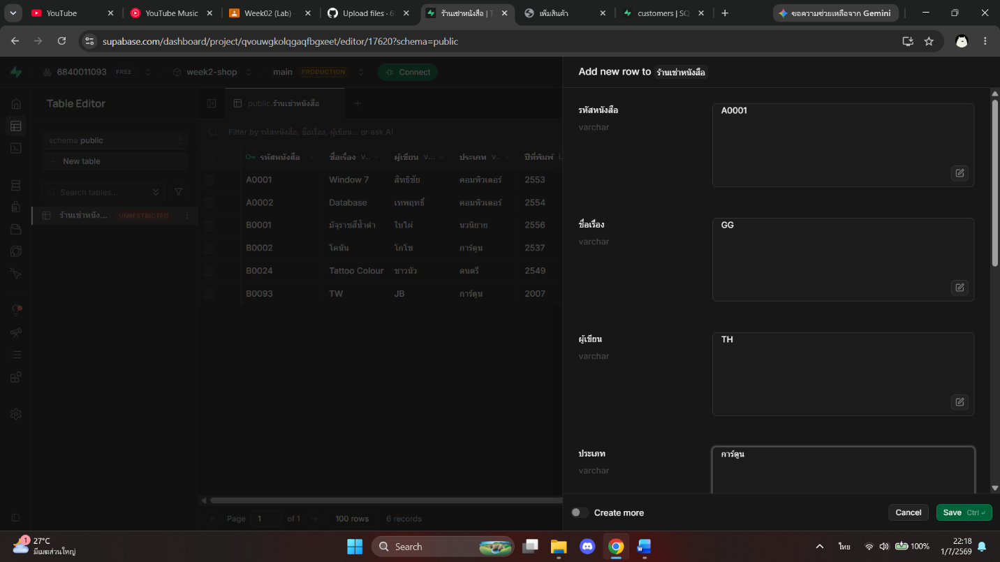 YouTube
YouTube Music
Week02 (Lab) -
Upload files · 6
ร้านเช่าหนังสือ | T
เพิ่มสินค้า
customers | SQ
ขอความช่วยเหลือจาก Gemini
supabase.com/dashboard/project/qvouwgkolqgaqfbgxeet/editor/17620?schema=public
6840011093 FREE
week2-shop
main PRODUCTION
Connect
Add new row to ร้านเช่าหนังสือ
Table Editor
public.ร้านเช่าหนังสือ
schema public
New table
Search tables...
ร้านเช่าหนัง... UNRESTRICTED
Filter by รหัสหนังสือ, ชื่อเรื่อง, ผู้เขียน... or ask AI
รหัสหนังสือ ชื่อเรื่อง v.. ผู้เขียน v... ประเภท v.. ปีที่พิมพ์ i.
A0001 Window 7 สิทธิชัย คอมพิวเตอร์ 2553
A0002 Database เทพฤทธิ์ คอมพิวเตอร์ 2554
B0001 มัจุราชสีน้ำดำ ใบไผ่ นวนิยาย 2556
B0002 โคนัน โกโช การ์ตูน 2537
B0024 Tattoo Colour ชาวบัว ดนตรี 2549
B0093 TW JB การ์ตูน 2007
รหัสหนังสือ
varchar
A0001
ชื่อเรื่อง
varchar
GG
ผู้เขียน
varchar
TH
ประเภท
varchar
การ์ตูน
Page 1 of 1
100 rows
6 records
Create more
Cancel
Save Ctrl
1
27°C
มีเมฆส่วนใหญ่
Search
ไทย
100%
22:18
1/7/2569